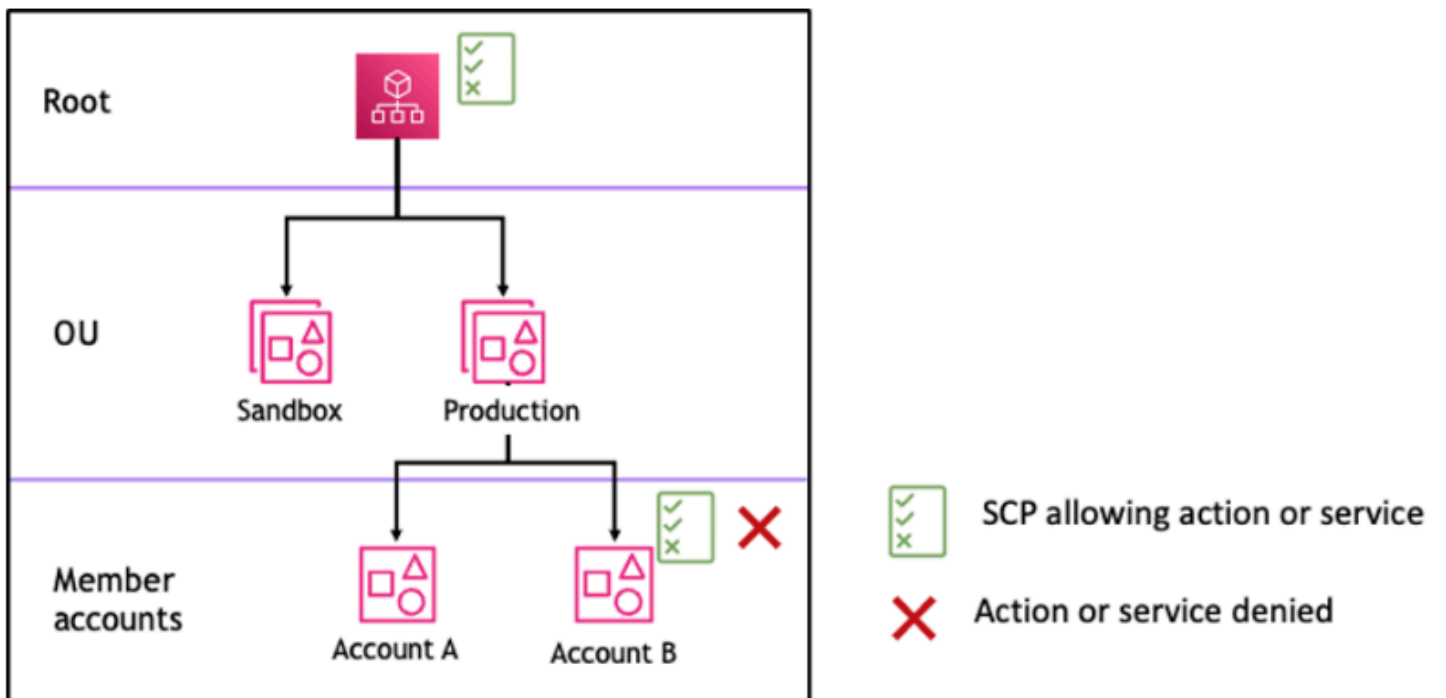 Root
OU
Sandbox
Production
Member
accounts
Account A
Account B
SCP allowing action or service
Action or service denied